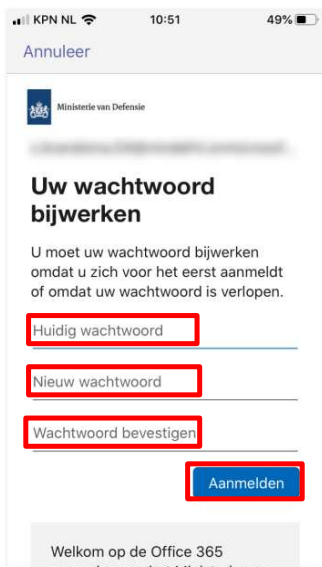 KPN NL 10:51 49%
Annuleer
Ministerie van Defensie
Uw wachtwoord
bijwerken
U moet uw wachtwoord bijwerken
omdat u zich voor het eerst aanmeldt
of omdat uw wachtwoord is verlopen.
Huidig wachtwoord
Nieuw wachtwoord
Wachtwoord bevestigen
Aanmelden
Welkom op de Office 365